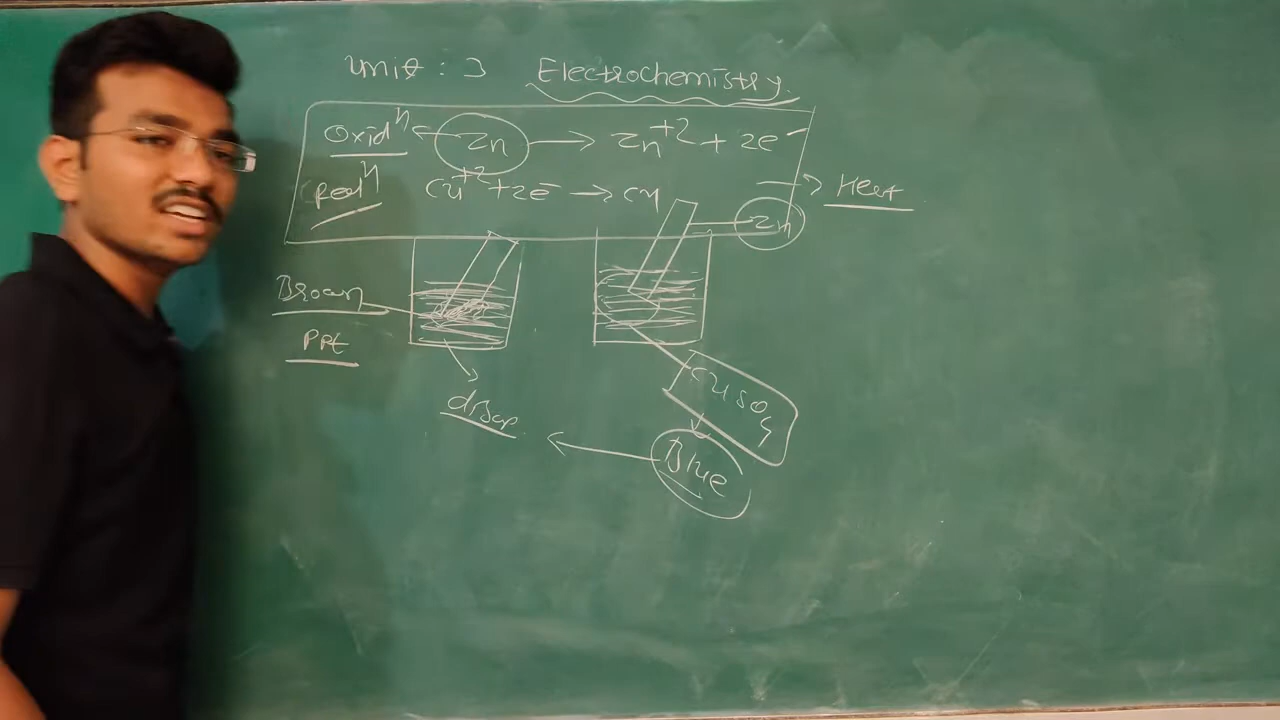 Unit : 3 Electrochemistry.
Oxidⁿ ← Zn → Zn⁺² + 2e⁻
Redⁿ Cu⁺² + 2e⁻ → Cu
→ Heat
Zn
Brown
PPt
CuSO₄
disap
Blue